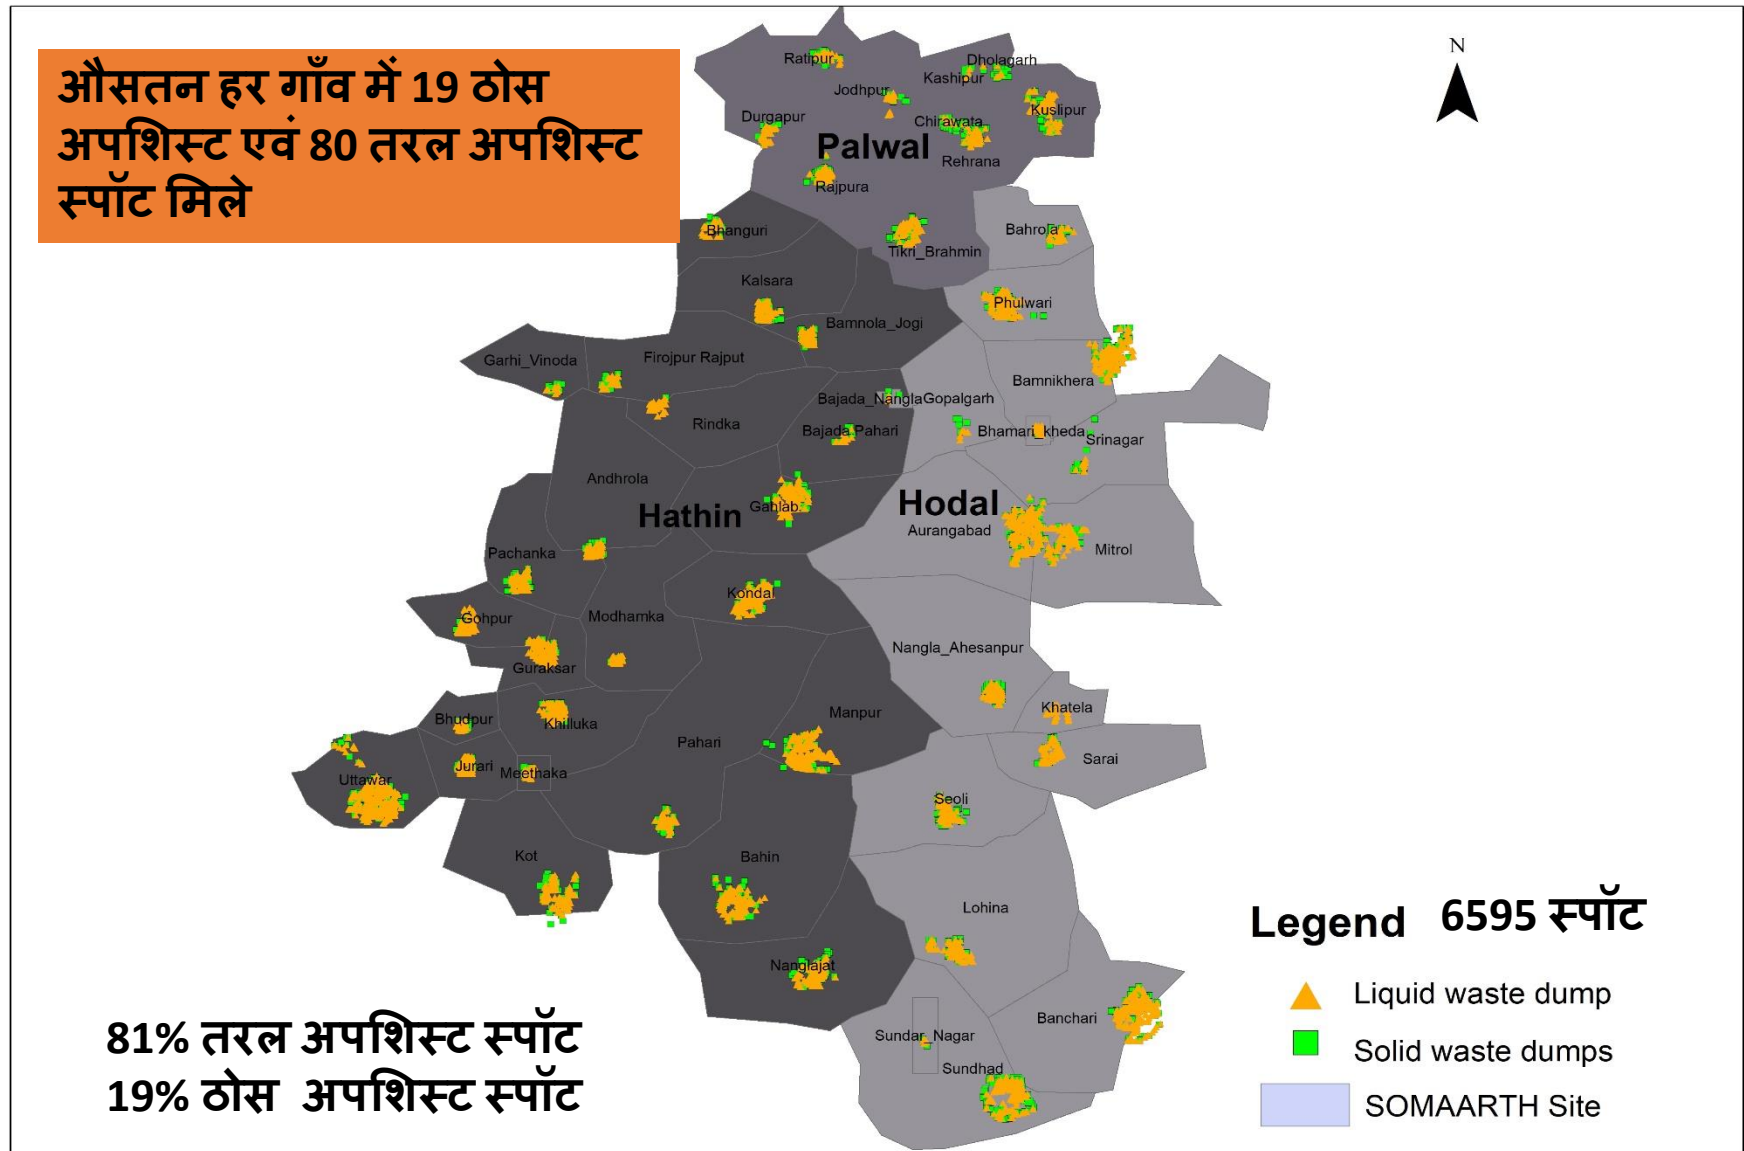 औसतन हर गाँव में 19 ठोस
अपशिस्ट एवं 80 तरल अपशिस्ट
स्पॉट मिले
N
Ratipur
Dholagarh
Kashipur
Jodhpur
Kuslipur
Durgapur
Chirawata
Palwal
Rehrana
Rajpura
Bhanguri
Bahrola
Tikri_Brahmin
Kalsara
Phulwari
Bamnola_Jogi
Garhi_Vinoda
Firojpur Rajput
Bamnikhera
Bajada_Nangla
Gopalgarh
Rindka
Bajada Pahari
Bhamari_kheda
Srinagar
Andhrola
Hathin
Gahlab
Hodal
Aurangabad
Mitrol
Pachanka
Kondal
Gohpur
Modhamka
Nangla_Ahesanpur
Guraksar
Khatela
Bhudpur
Khilluka
Manpur
Pahari
Sarai
Uttawar
Jurari
Meethaka
Seoli
Kot
Bahin
Lohina
Nanglajat
Banchari
Sundar_Nagar
Sundhad
Legend 6595 स्पॉट
Liquid waste dump
Solid waste dumps
SOMAARTH Site
81% तरल अपशिस्ट स्पॉट
19% ठोस अपशिस्ट स्पॉट